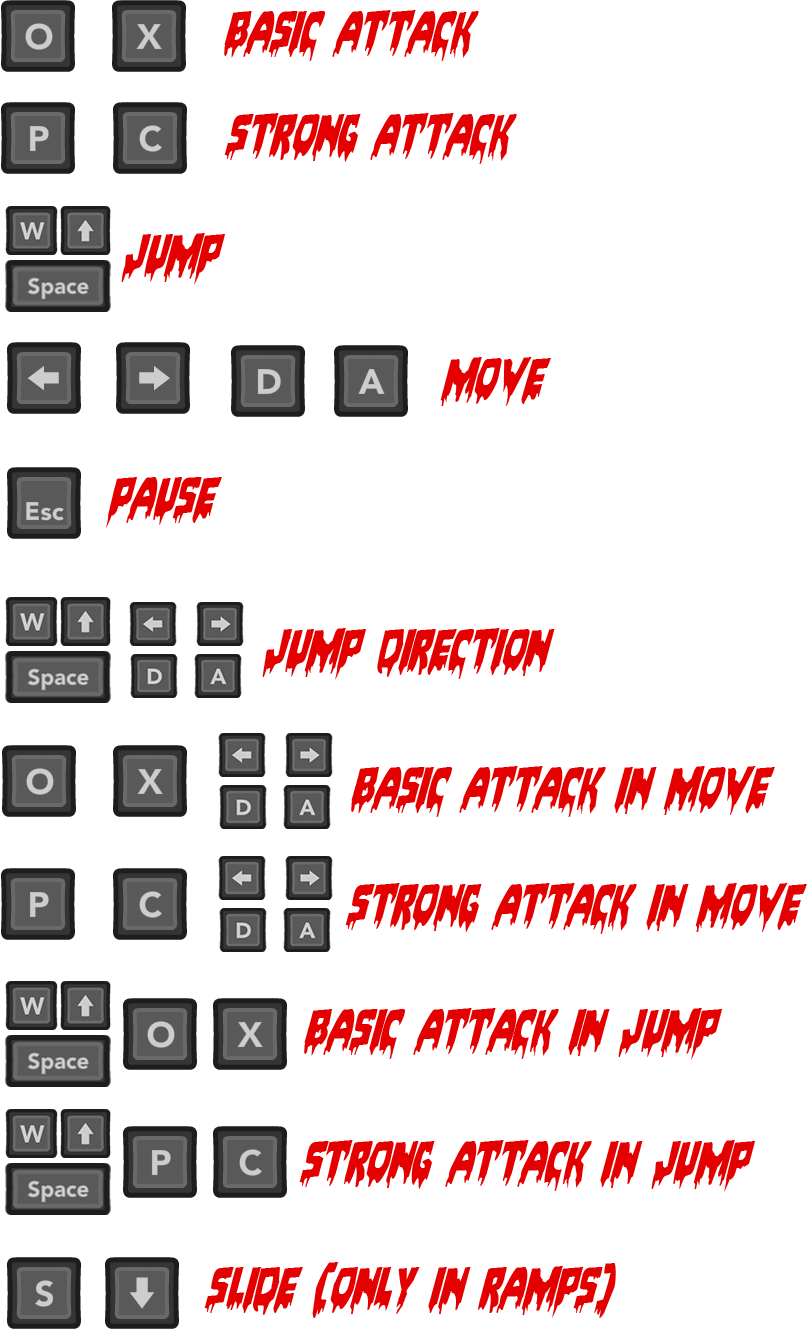 O X BASIC ATTACK
P C STRONG ATTACK
W
Space
JUMP
D A MOVE
Esc PAUSE
W
Space D A
JUMP DIRECTION
O X
D A
BASIC ATTACK IN MOVE
P C
D A
STRONG ATTACK IN MOVE
W
Space
O X BASIC ATTACK IN JUMP
W
Space
P C STRONG ATTACK IN JUMP
S SLIDE (ONLY IN RAMPS)